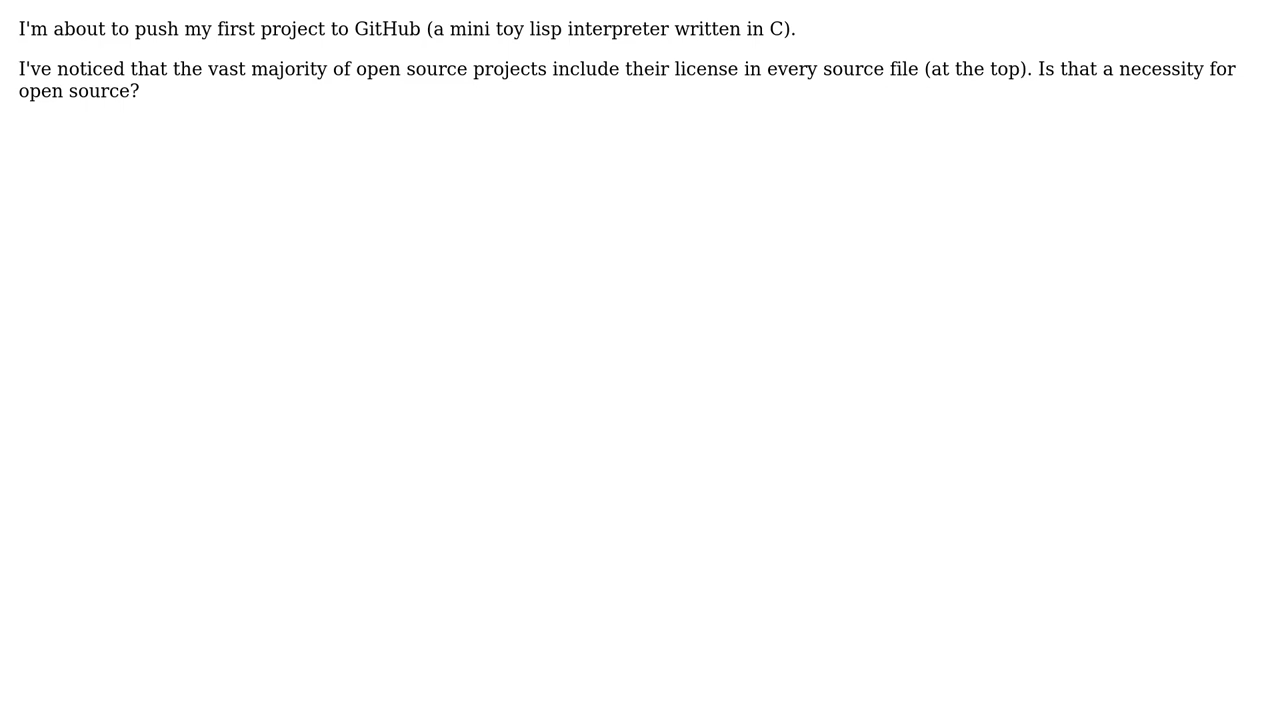 I'm about to push my first project to GitHub (a mini toy lisp interpreter written in C).
I've noticed that the vast majority of open source projects include their license in every source file (at the top). Is that a necessity for
open source?